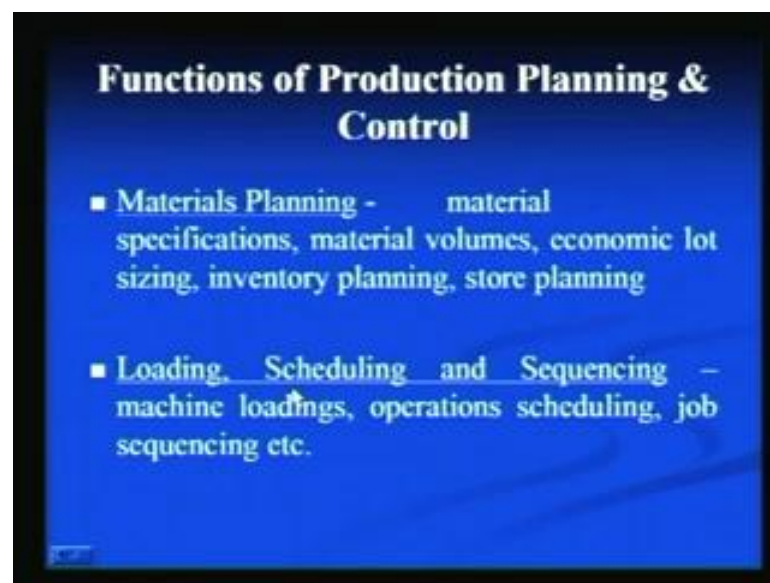 Functions of Production Planning &
Control
Materials Planning - material
specifications, material volumes, economic lot
sizing, inventory planning, store planning
Loading, Scheduling and Sequencing –
machine loadings, operations scheduling, job
sequencing etc.